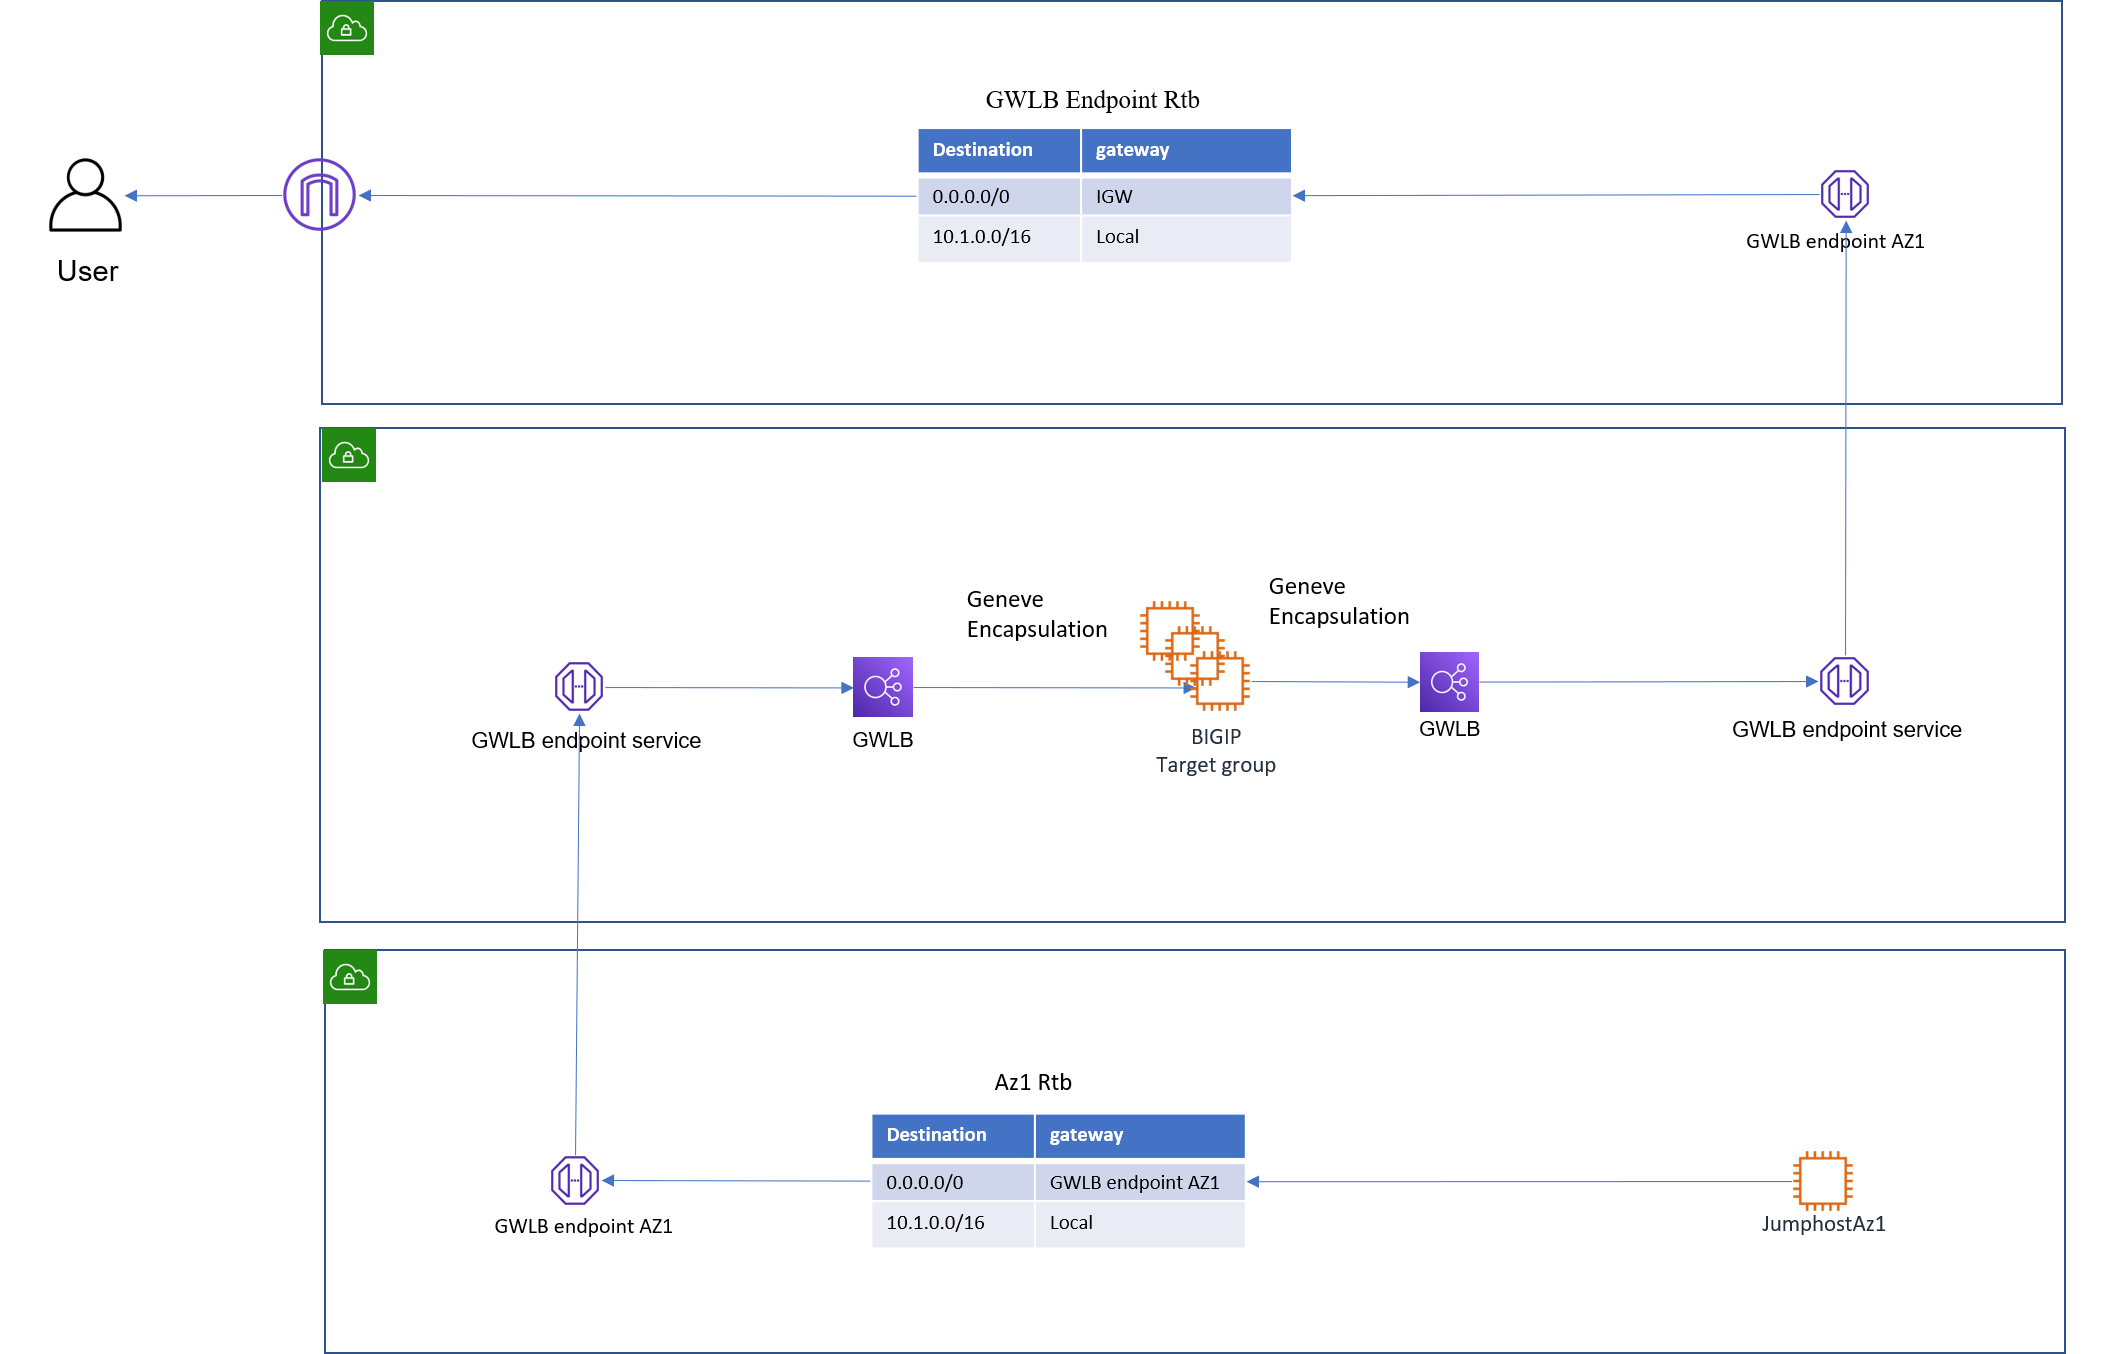 GWLB Endpoint Rtb
Destination gateway
0.0.0.0/0 IGW
10.1.0.0/16 Local
User
GWLB endpoint AZ1
Geneve
Encapsulation
Geneve
Encapsulation
GWLB endpoint service
GWLB
BIGIP
Target group
GWLB
GWLB endpoint service
Az1 Rtb
Destination gateway
0.0.0.0/0 GWLB endpoint AZ1
10.1.0.0/16 Local
GWLB endpoint AZ1
JumphostAz1